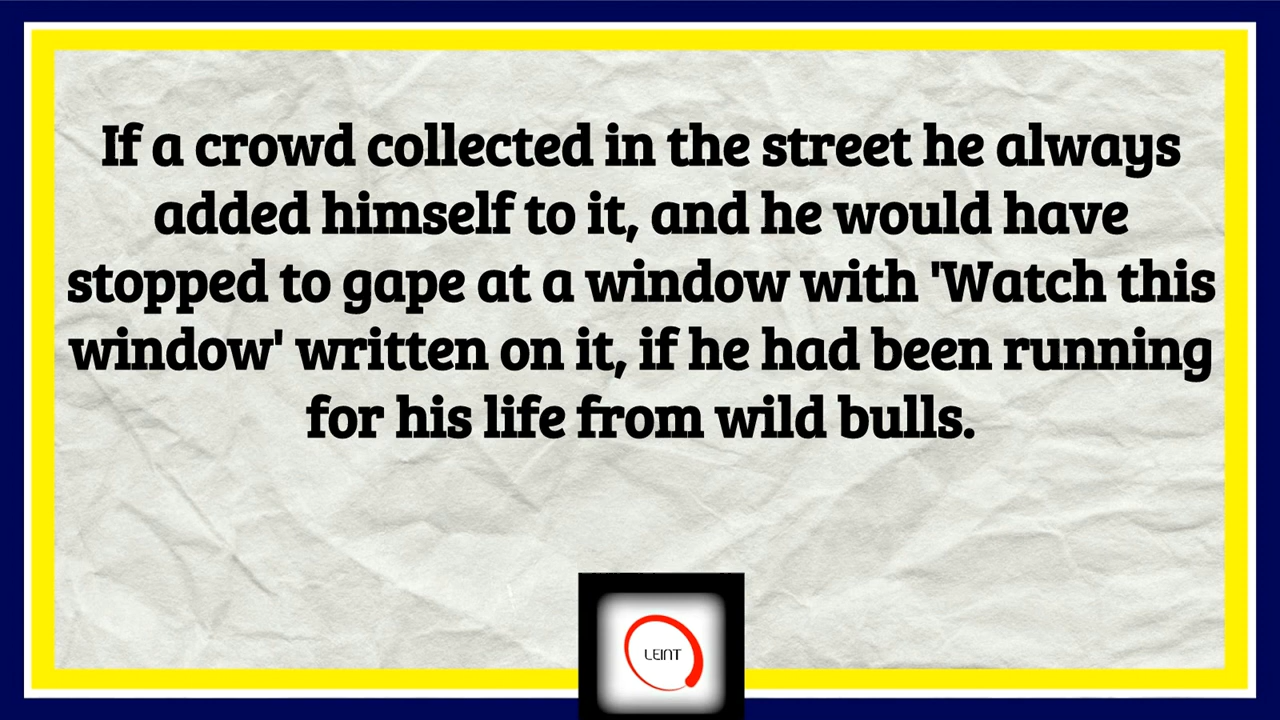 If a crowd collected in the street he always
added himself to it, and he would have
stopped to gape at a window with 'Watch this
window' written on it, if he had been running
for his life from wild bulls.
LEINT